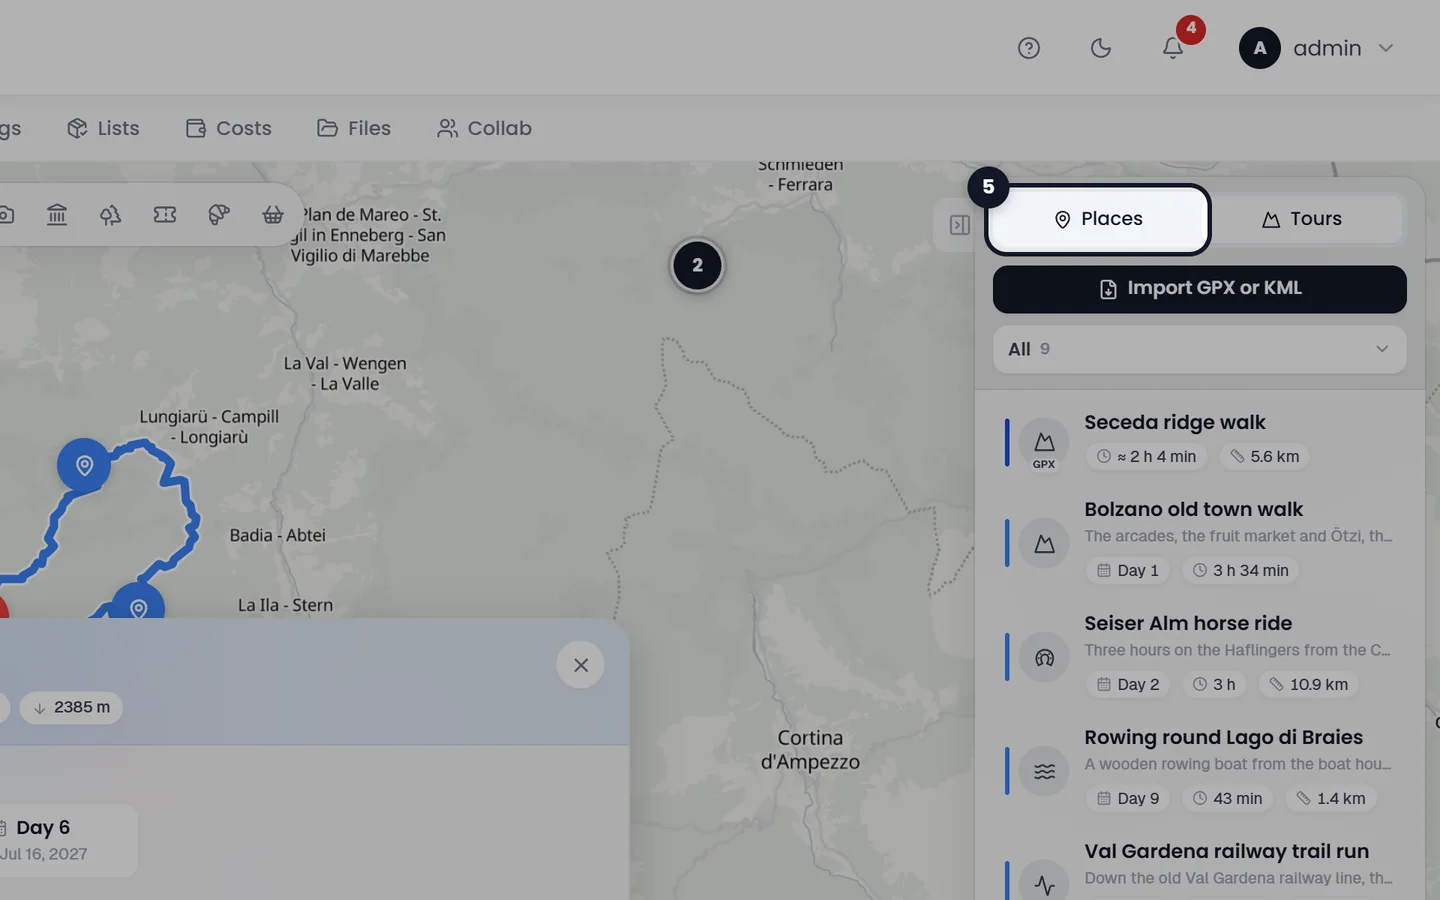 4
A
admin
gs
Lists
Costs
Files
Collab
Schmieden
- Ferrara
5
Places
Tours
Plan de Mareo - St.
gil in Enneberg - San
Vigilio di Marebbe
2
Import GPX or KML
All 9
La Val - Wengen
- La Valle
Lungiarü - Campill
- Longiarù
Seceda ridge walk
≈ 2 h 4 min
5.6 km
GPX
Bolzano old town walk
The arcades, the fruit market and Ötzi, th...
Day 1
3 h 34 min
Badia - Abtei
La Ila - Stern
Seiser Alm horse ride
Three hours on the Haflingers from the C...
Day 2
3 h
10.9 km
2385 m
Cortina
d'Ampezzo
Rowing round Lago di Braies
A wooden rowing boat from the boat hou...
Day 9
43 min
1.4 km
Day 6
Jul 16, 2027
Val Gardena railway trail run
Down the old Val Gardena railway line, th...